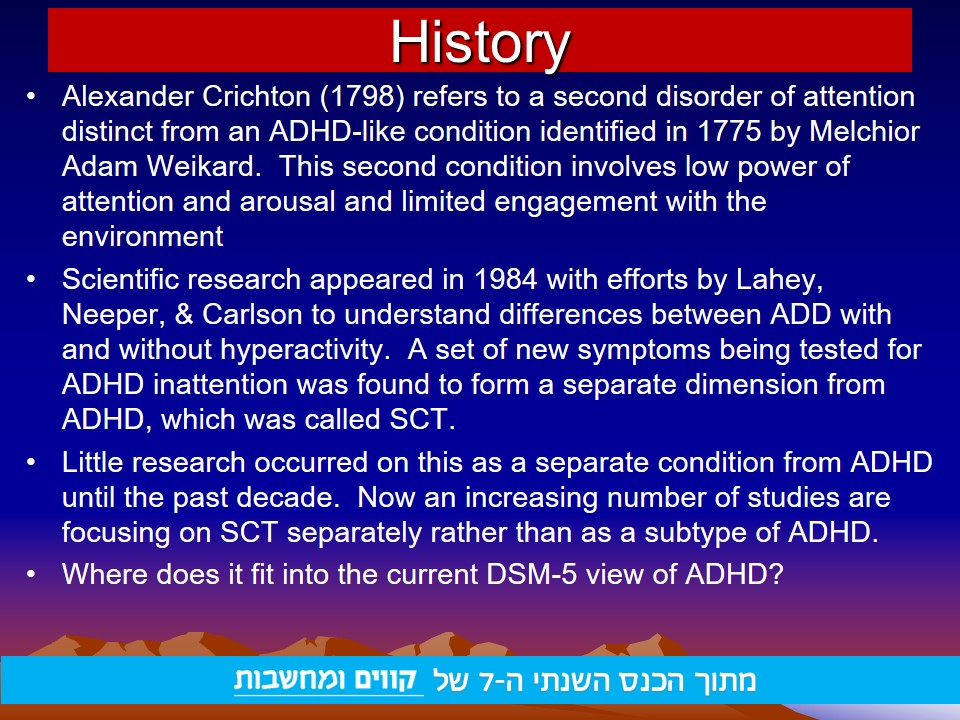 History
• Alexander Crichton (1798) refers to a second disorder of attention
distinct from an ADHD-like condition identified in 1775 by Melchior
Adam Weikard.  This second condition involves low power of
attention and arousal and limited engagement with the
environment
• Scientific research appeared in 1984 with efforts by Lahey,
Neeper, & Carlson to understand differences between ADD with
and without hyperactivity.  A set of new symptoms being tested for
ADHD inattention was found to form a separate dimension from
ADHD, which was called SCT.
• Little research occurred on this as a separate condition from ADHD
until the past decade.  Now an increasing number of studies are
focusing on SCT separately rather than as a subtype of ADHD.
• Where does it fit into the current DSM-5 view of ADHD?
מתוך הכנס השנתי ה-7 של קווים ומחשבות